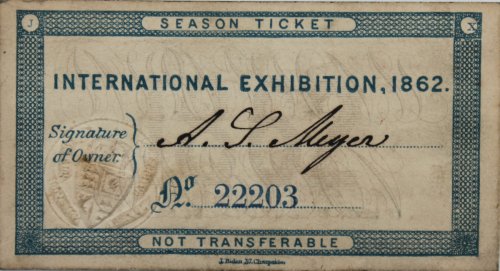 J SEASON TICKET X
INTERNATIONAL EXHIBITION, 1862.
Signature
of Owner.
A. S. Meyer
No 22203
NOT TRANSFERABLE